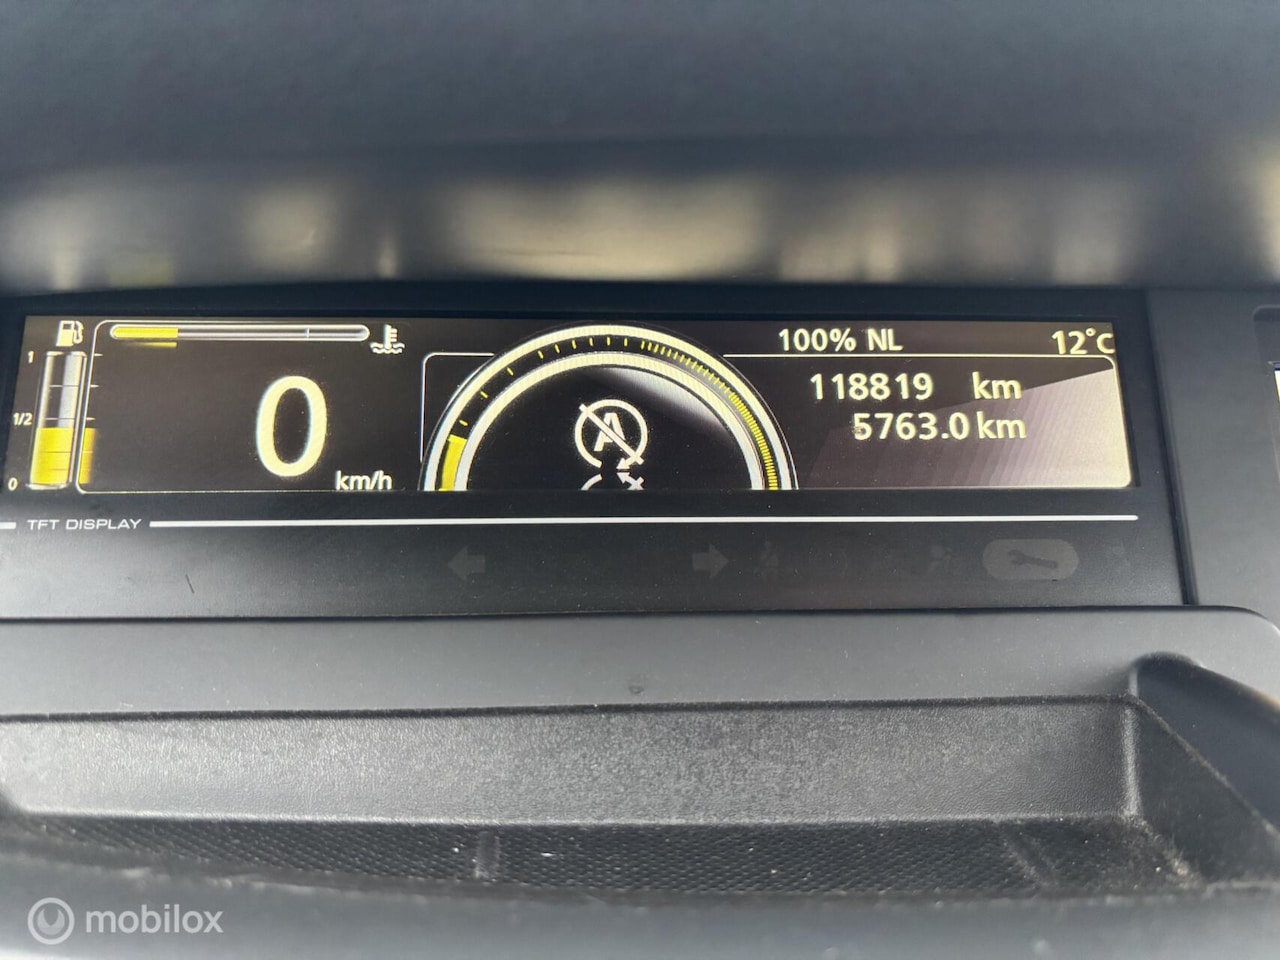 100% NL
12°C
1
118819 km
1/2
0
5763.0 km
0
km/h
A
TFT DISPLAY
mobilox